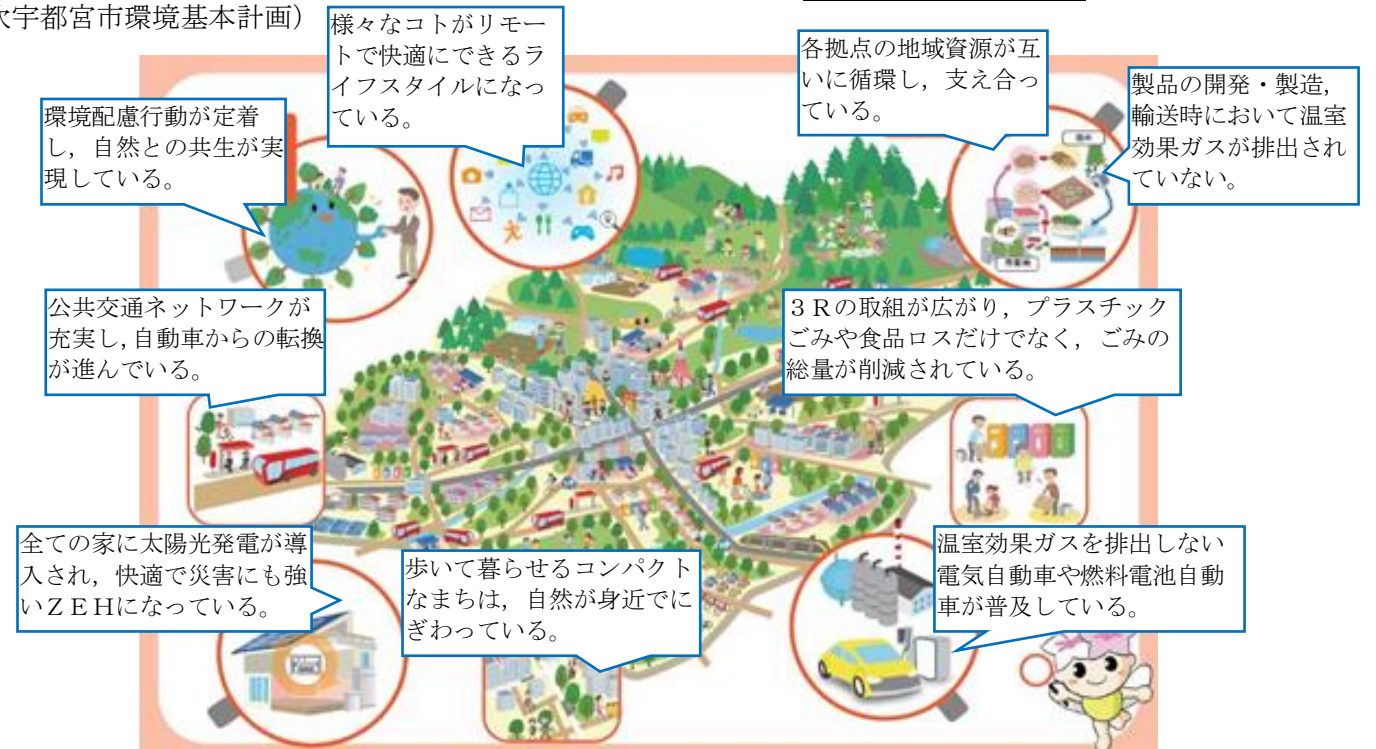 次宇都宮市環境基本計画）
様々なコトがリモー
トで快適にできるラ
イフスタイルになっ
ている。
各拠点の地域資源が互
いに循環し，支え合っ
ている。
製品の開発・製造，
輸送時において温室
効果ガスが排出され
ていない。
環境配慮行動が定着
し，自然との共生が実
現している。
公共交通ネットワークが
充実し，自動車からの転換
が進んでいる。
３Ｒの取組が広がり，プラスチック
ごみや食品ロスだけでなく，ごみの
総量が削減されている。
全ての家に太陽光発電が導
入され，快適で災害にも強
いＺＥＨになっている。
歩いて暮らせるコンパクト
なまちは，自然が身近でに
ぎわっている。
温室効果ガスを排出しない
電気自動車や燃料電池自動
車が普及している。